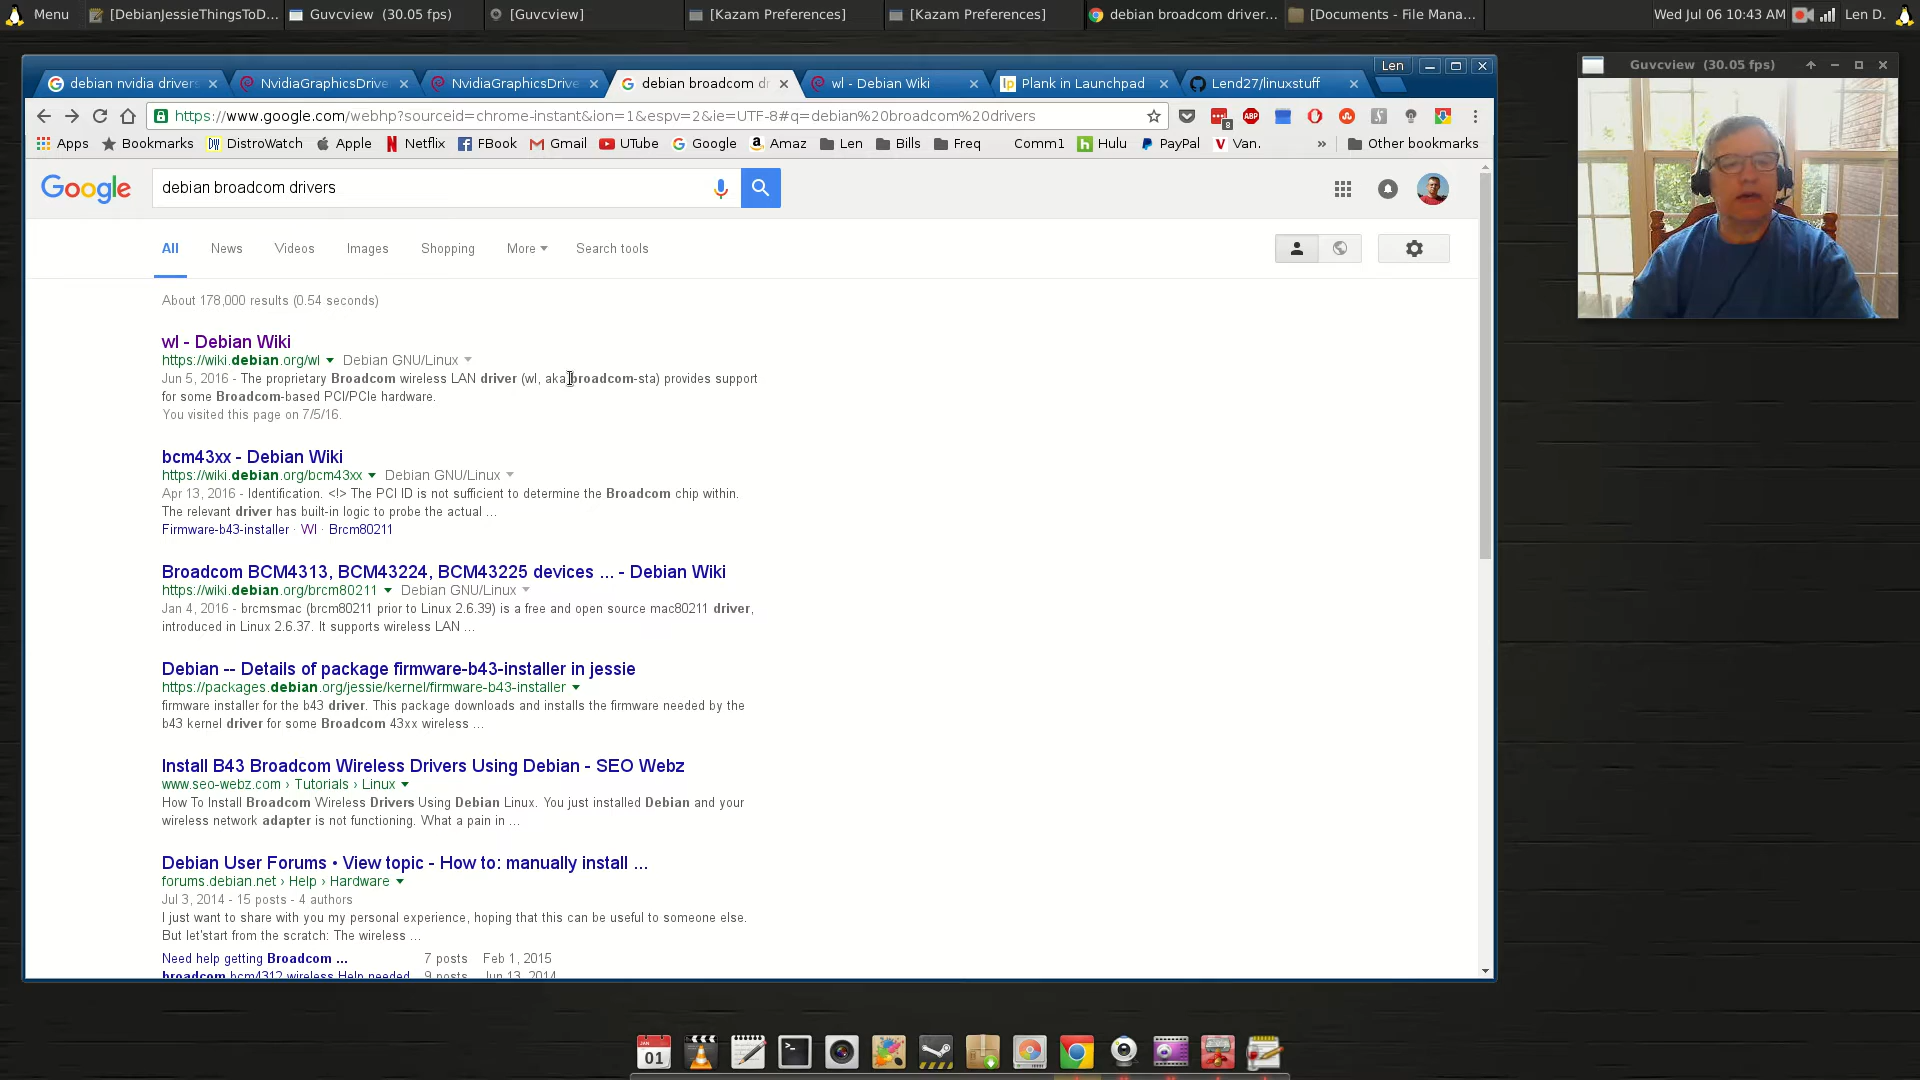 Menu
[DebianJessieThingsToD...
Guvcview (30.05 fps)
[Guvcview]
[Kazam Preferences]
[Kazam Preferences]
debian broadcom driver...
[Documents - File Mana...
Wed Jul 06 10:43 AM
Len D.
debian nvidia drivers
NvidiaGraphicsDrive
NvidiaGraphicsDrive
debian broadcom dr
wl - Debian Wiki
Plank in Launchpad
Lend27/linuxstuff
Len
https://www.google.com/webhp?sourceid=chrome-instant&ion=1&espv=2&ie=UTF-8#q=debian%20broadcom%20drivers
8
ABP
Apps
Bookmarks
DistroWatch
Apple
Netflix
FBook
Gmail
UTube
Google
Amaz
Len
Bills
Freq
Comm1
Hulu
PayPal
Van.
»
Other bookmarks
Google
debian broadcom drivers
All
News
Videos
Images
Shopping
More
Search tools
About 178,000 results (0.54 seconds)
wl - Debian Wiki
https://wiki.debian.org/wl Debian GNU/Linux
Jun 5, 2016 - The proprietary Broadcom wireless LAN driver (wl, aka broadcom-sta) provides support
for some Broadcom-based PCI/PCIe hardware.
You visited this page on 7/5/16.
bcm43xx - Debian Wiki
https://wiki.debian.org/bcm43xx Debian GNU/Linux
Apr 13, 2016 - Identification. <!> The PCI ID is not sufficient to determine the Broadcom chip within.
The relevant driver has built-in logic to probe the actual ...
Firmware-b43-installer · Wl · Brcm80211
Broadcom BCM4313, BCM43224, BCM43225 devices ... - Debian Wiki
https://wiki.debian.org/brcm80211 Debian GNU/Linux
Jan 4, 2016 - brcmsmac (brcm80211 prior to Linux 2.6.39) is a free and open source mac80211 driver,
introduced in Linux 2.6.37. It supports wireless LAN ...
Debian -- Details of package firmware-b43-installer in jessie
https://packages.debian.org/jessie/kernel/firmware-b43-installer
firmware installer for the b43 driver. This package downloads and installs the firmware needed by the
b43 kernel driver for some Broadcom 43xx wireless ...
Install B43 Broadcom Wireless Drivers Using Debian - SEO Webz
www.seo-webz.com › Tutorials › Linux
How To Install Broadcom Wireless Drivers Using Debian Linux. You just installed Debian and your
wireless network adapter is not functioning. What a pain in ...
Debian User Forums • View topic - How to: manually install ...
forums.debian.net › Help › Hardware
Jul 3, 2014 - 15 posts - 4 authors
I just want to share with you my personal experience, hoping that this can be useful to someone else.
But let'start from the scratch: The wireless ...
Need help getting Broadcom ... 7 posts Feb 1, 2015
broadcom bcm4312 wireless Help needed 9 posts Jun 13, 2014
Guvcview (30.05 fps)
JAN
01